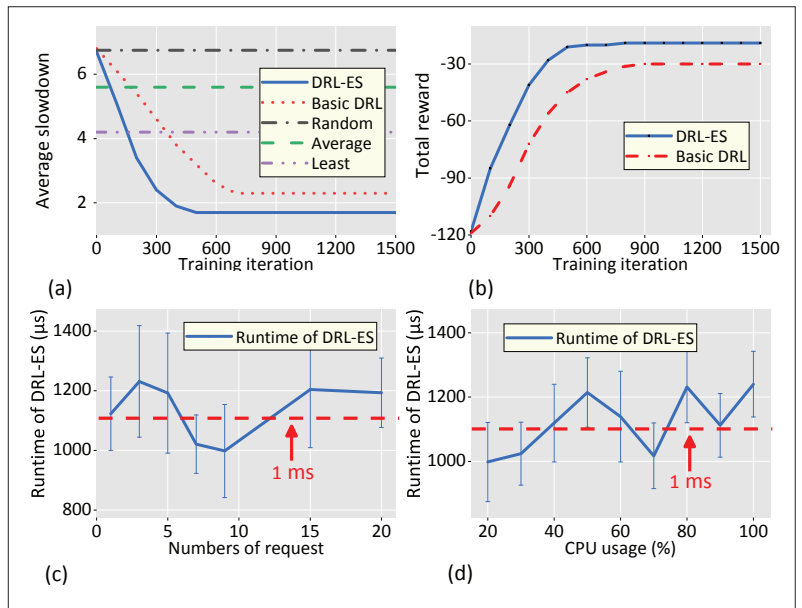 6
4
2
0 300 600 900 1200 1500
Average slowdown
Training iteration
DRL-ES
Basic DRL
Random
Average
Least
(a)
-30
-60
-90
-120
0 300 600 900 1200 1500
Total reward
Training iteration
DRL-ES
Basic DRL
(b)
1400
1200
1000
800
0 5 10 15 20
Runtime of DRL-ES (µs)
Numbers of request
Runtime of DRL-ES
1 ms
(c)
1400
1200
1000
20 40 60 80 100
Runtime of DRL-ES (µs)
CPU usage (%)
Runtime of DRL-ES
1 ms
(d)